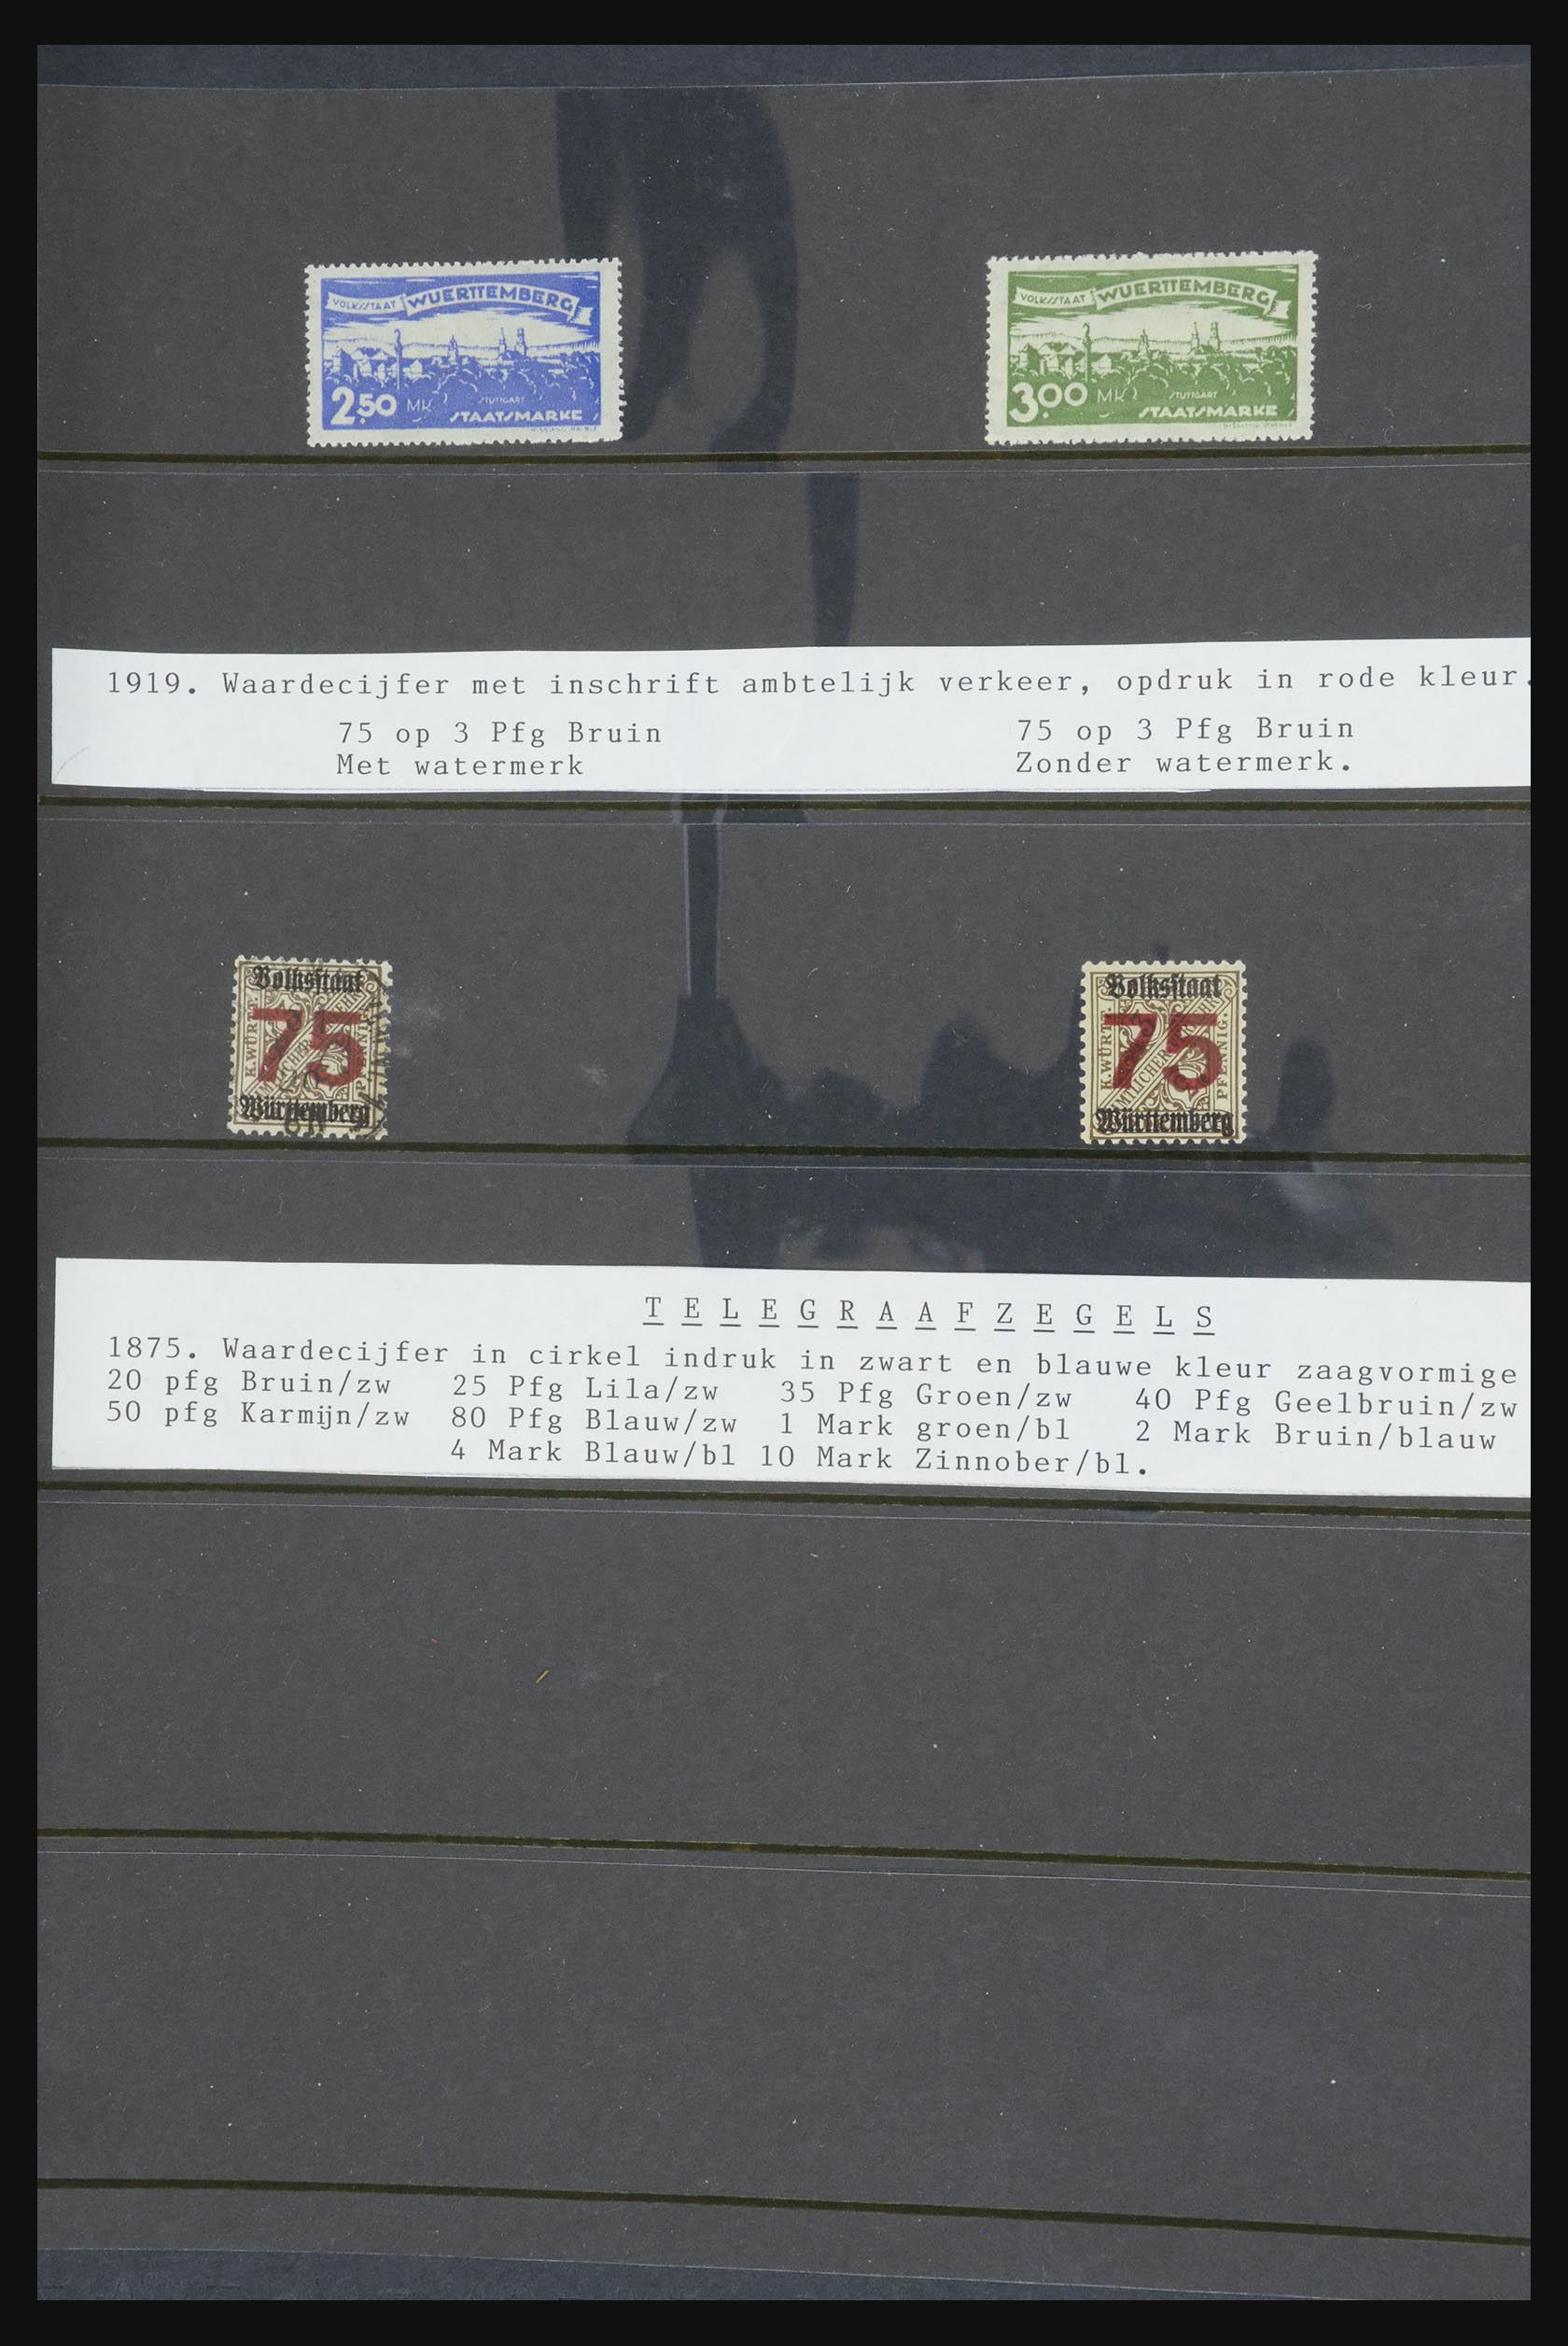 VOLKSSTAAT WUERTTEMBERG
2.50 MK STUTTGART
STAATSMARKE
VOLKSSTAAT WUERTTEMBERG
3.00 MK STUTTGART
STAATSMARKE
1919. Waardecijfer met inschrift ambtelijk verkeer, opdruk in rode kleur.
75 op 3 Pfg Bruin
Met watermerk
75 op 3 Pfg Bruin
Zonder watermerk.
Volksstaat
K.WÜRTT.
75
Württemberg
Volksstaat
K.WÜRTT.
75
PFENNIG.
Württemberg
TELEGRAAFZEGELS
1875. Waardecijfer in cirkel indruk in zwart en blauwe kleur zaagvormige
20 pfg Bruin/zw 25 Pfg Lila/zw 35 Pfg Groen/zw 40 Pfg Geelbruin/zw
50 pfg Karmijn/zw 80 Pfg Blauw/zw 1 Mark groen/bl 2 Mark Bruin/blauw
4 Mark Blauw/bl 10 Mark Zinnober/bl.